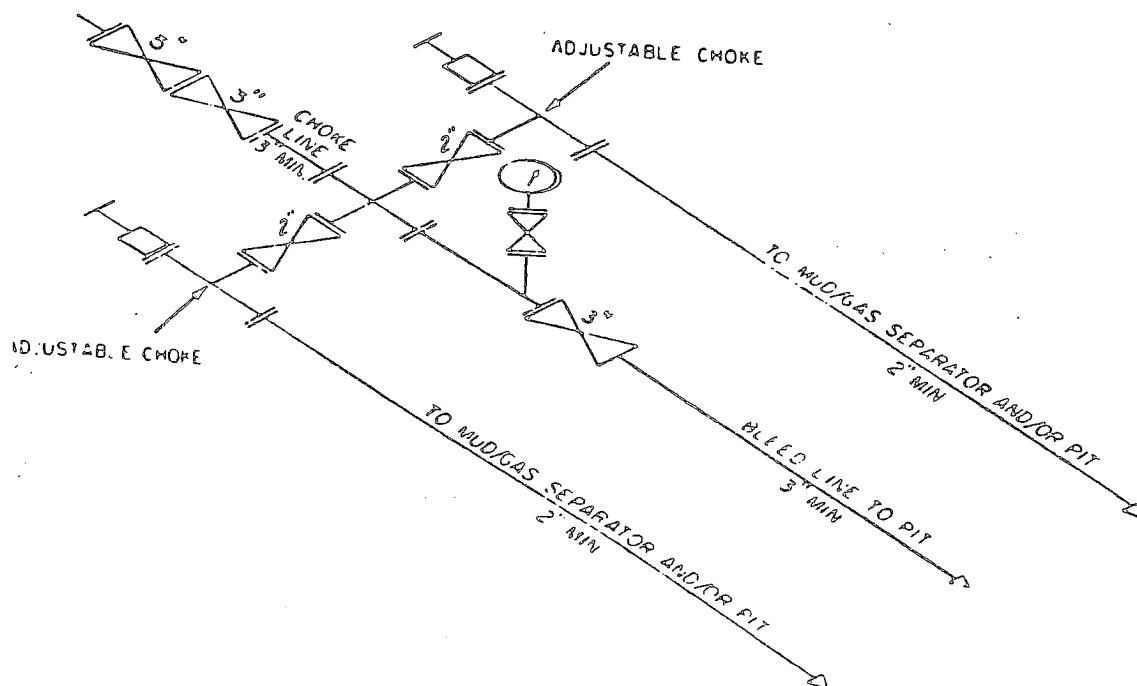 3"
3"
CHOKE
LINE
3" MIN.
2"
ADJUSTABLE CHOKE
2"
ADJUSTABLE CHOKE
3"
TO MUD/GAS SEPARATOR AND/OR PIT
2" MIN
BLEED LINE TO PIT
3" MIN
TO MUD/GAS SEPARATOR AND/OR PIT
2" MIN